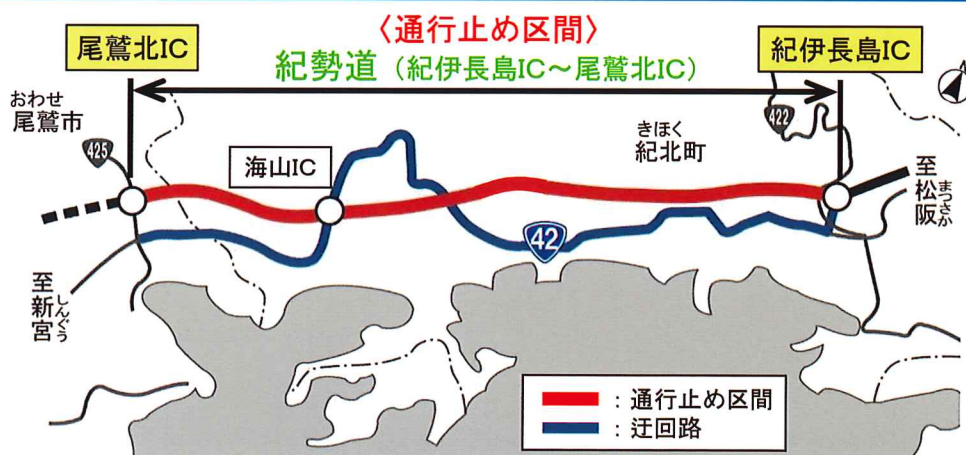 〈通行止め区間〉
尾鷲北IC
紀勢道（紀伊長島IC～尾鷲北IC）
紀伊長島IC
おわせ
尾鷲市
425
海山IC
きほく
紀北町
422
至松阪
まつさか
42
至新宮
しんぐう
：通行止め区間
：迂回路